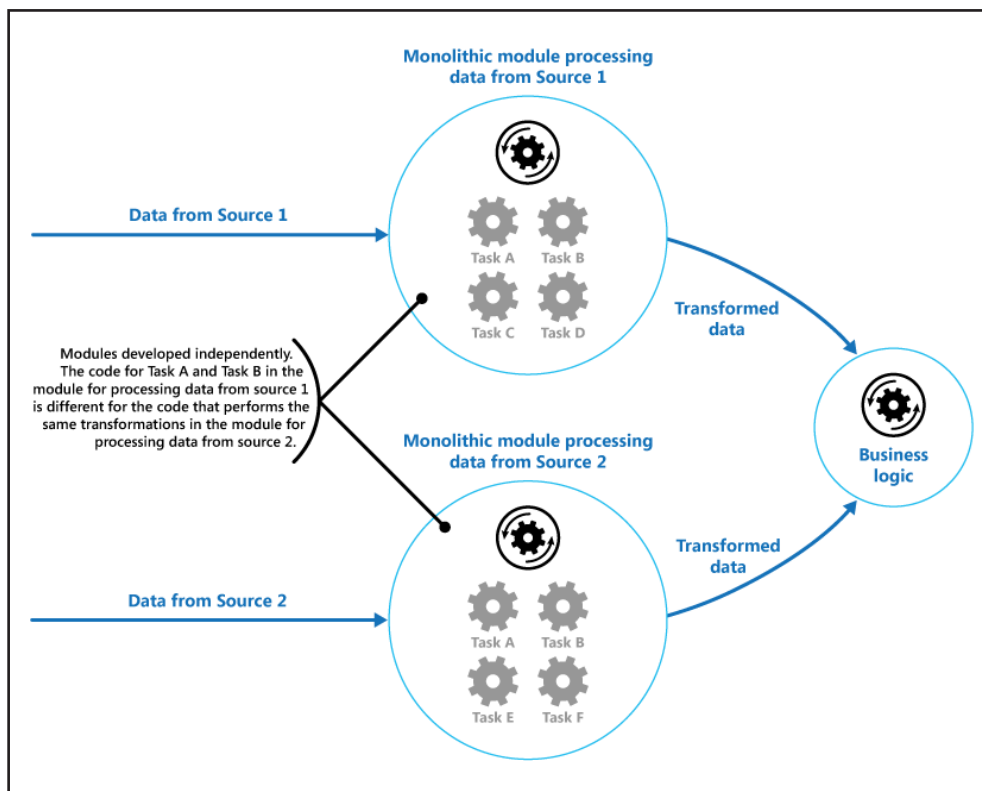 Monolithic module processing
data from Source 1
Data from Source 1
Task A
Task B
Task C
Task D
Transformed
data
Modules developed independently.
The code for Task A and Task B in the
module for processing data from source 1
is different for the code that performs the
same transformations in the module for
processing data from source 2.
Business
logic
Monolithic module processing
data from Source 2
Data from Source 2
Task A
Task B
Task E
Task F
Transformed
data